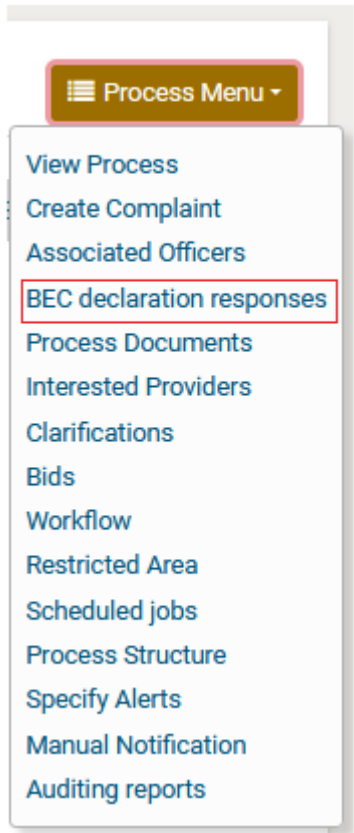 Process Menu
View Process
Create Complaint
Associated Officers
BEC declaration responses
Process Documents
Interested Providers
Clarifications
Bids
Workflow
Restricted Area
Scheduled jobs
Process Structure
Specify Alerts
Manual Notification
Auditing reports